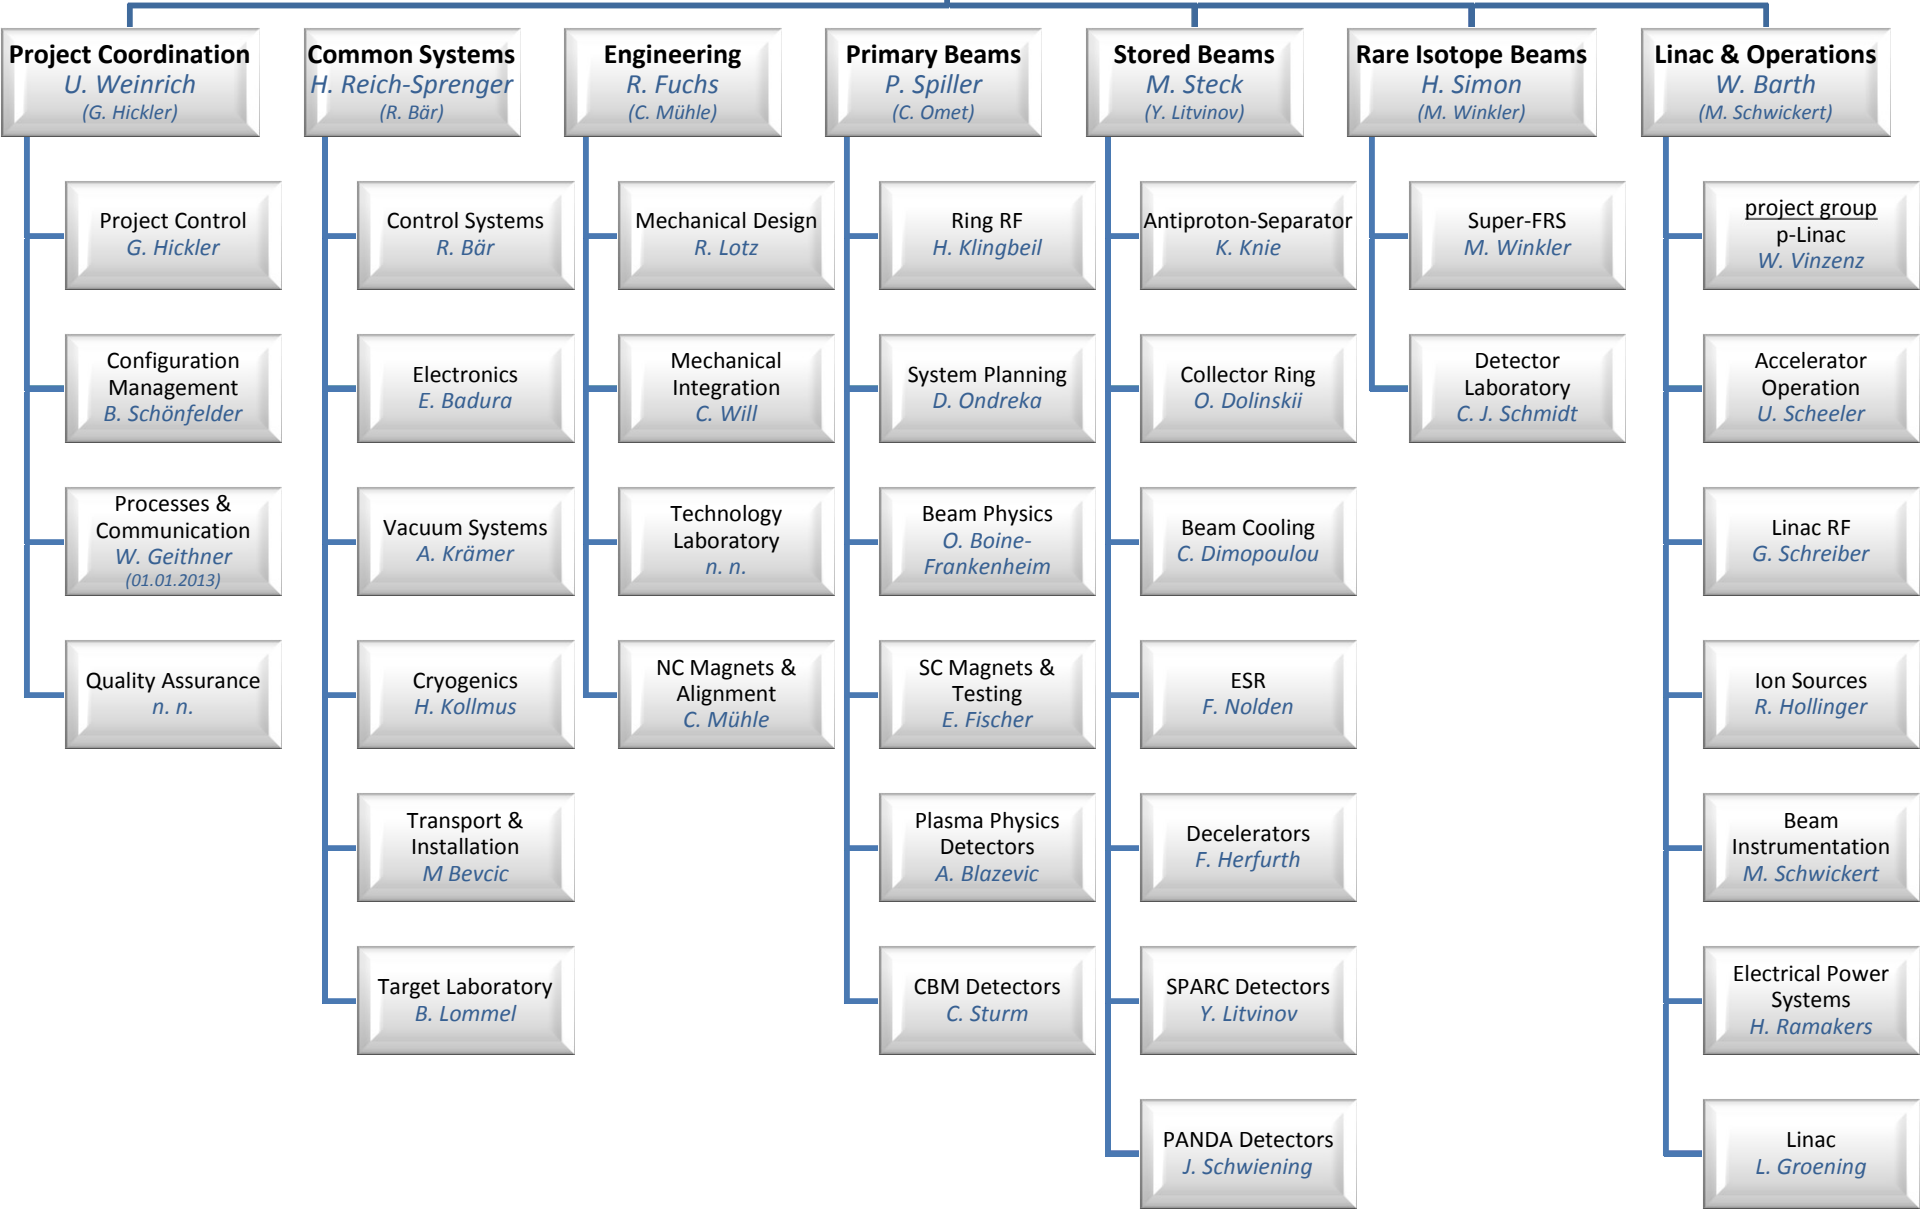 Project Coordination
U. Weinrich
(G. Hickler)
Project Control
G. Hickler
Configuration
Management
B. Schönfelder
Processes &
Communication
W. Geithner
(01.01.2013)
Quality Assurance
n. n.
Common Systems
H. Reich-Sprenger
(R. Bär)
Control Systems
R. Bär
Electronics
E. Badura
Vacuum Systems
A. Krämer
Cryogenics
H. Kollmus
Transport &
Installation
M Bevcic
Target Laboratory
B. Lommel
Engineering
R. Fuchs
(C. Mühle)
Mechanical Design
R. Lotz
Mechanical
Integration
C. Will
Technology
Laboratory
n. n.
NC Magnets &
Alignment
C. Mühle
Primary Beams
P. Spiller
(C. Omet)
Ring RF
H. Klingbeil
System Planning
D. Ondreka
Beam Physics
O. Boine-
Frankenheim
SC Magnets &
Testing
E. Fischer
Plasma Physics
Detectors
A. Blazevic
CBM Detectors
C. Sturm
Stored Beams
M. Steck
(Y. Litvinov)
Antiproton-Separator
K. Knie
Collector Ring
O. Dolinskii
Beam Cooling
C. Dimopoulou
ESR
F. Nolden
Decelerators
F. Herfurth
SPARC Detectors
Y. Litvinov
PANDA Detectors
J. Schwiening
Rare Isotope Beams
H. Simon
(M. Winkler)
Super-FRS
M. Winkler
Detector
Laboratory
C. J. Schmidt
Linac & Operations
W. Barth
(M. Schwickert)
project group
p-Linac
W. Vinzenz
Accelerator
Operation
U. Scheeler
Linac RF
G. Schreiber
Ion Sources
R. Hollinger
Beam
Instrumentation
M. Schwickert
Electrical Power
Systems
H. Ramakers
Linac
L. Groening